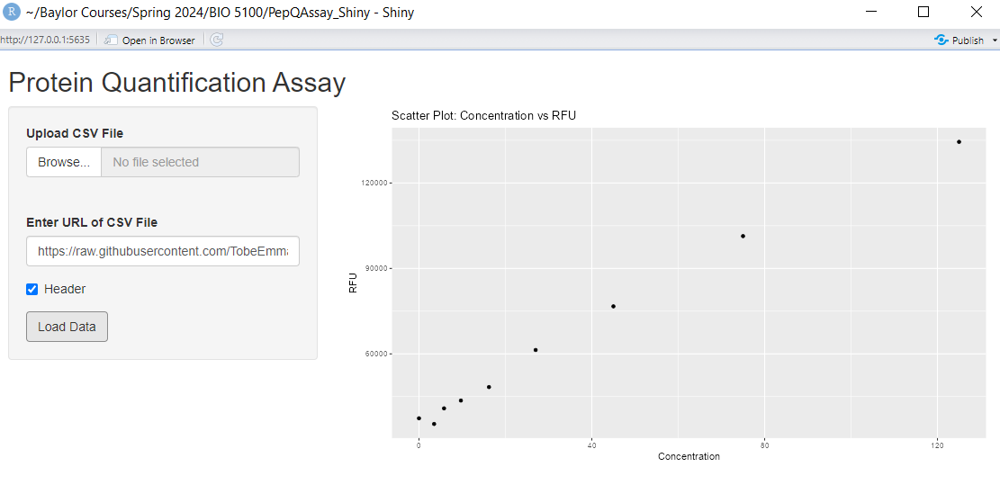 R ~/Baylor Courses/Spring 2024/BIO 5100/PepQAssay_Shiny - Shiny
http://127.0.0.1:5635 Open in Browser Publish
Protein Quantification Assay
Upload CSV File
Browse... No file selected
Enter URL of CSV File
https://raw.githubusercontent.com/TobeEmma
Header
Load Data
Scatter Plot: Concentration vs RFU
RFU
120000
90000
60000
0 40 80 120
Concentration